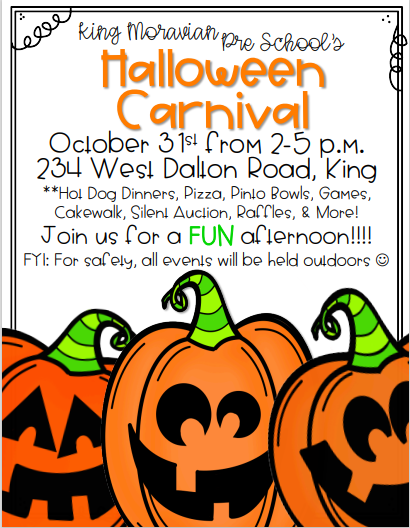 King Moravian Pre School's
Halloween
Carnival
October 31st from 2-5 p.m.
234 West Dalton Road, King
**Hot Dog Dinners, Pizza, Pinto Bowls, Games,
Cakewalk, Silent Auction, Raffles, & More!
Join us for a FUN afternoon!!!!
FYI: For safety, all events will be held outdoors ☺